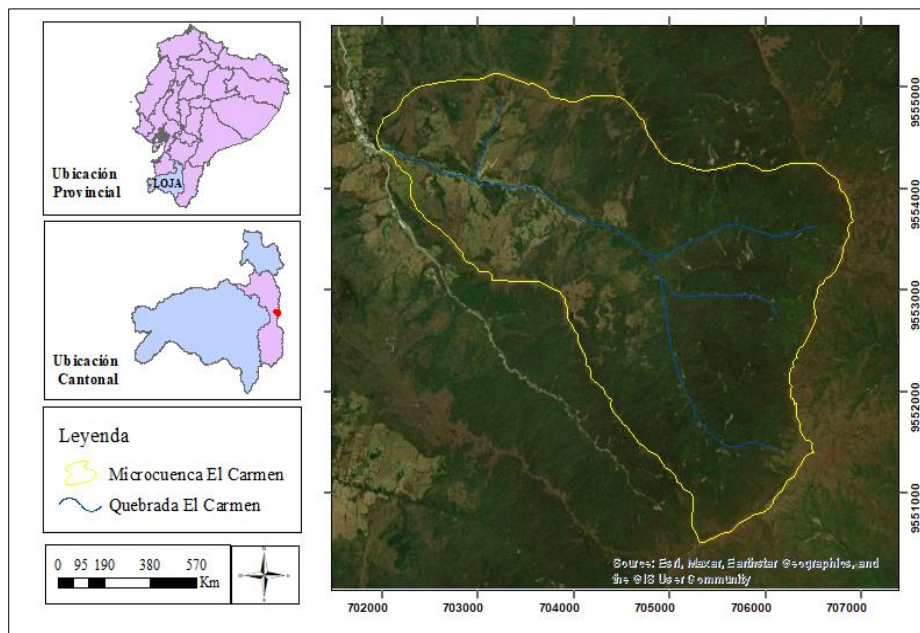 LOJA
Ubicación
Provincial
Ubicación
Cantonal
Leyenda
Microcuenca El Carmen
Quebrada El Carmen
0 95 190 380 570
Km
N
Source: Esri, Maxar, Earthstar Geographics, and
the GIS User Community
9555000
9554000
9553000
9552000
9551000
702000 703000 704000 705000 706000 707000